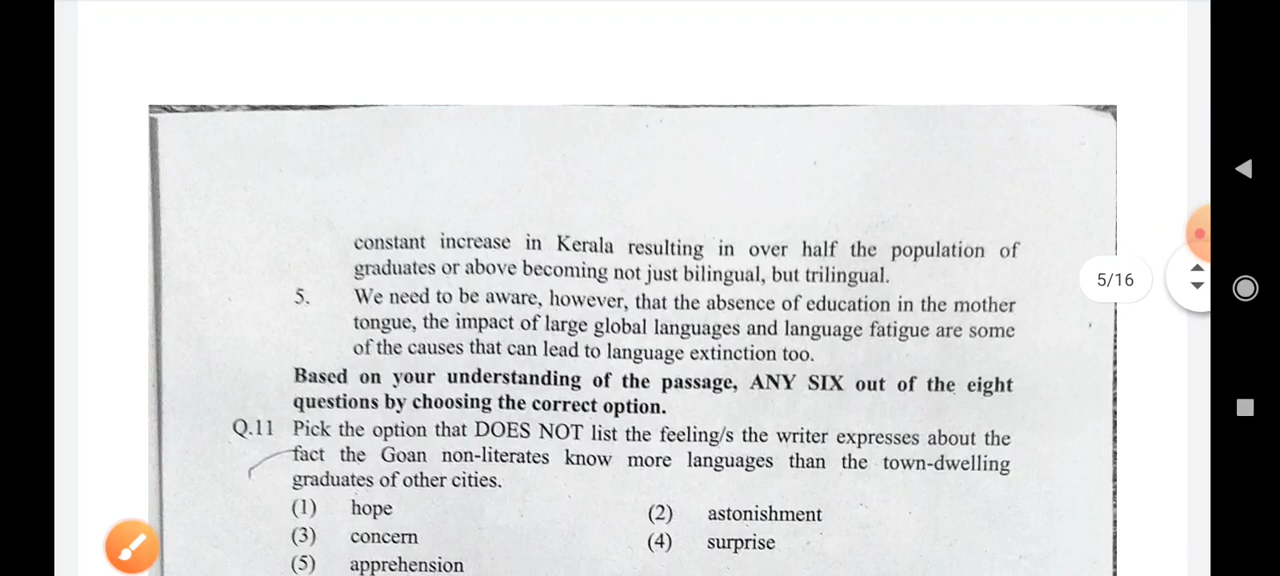 constant increase in Kerala resulting in over half the population of
graduates or above becoming not just bilingual, but trilingual.
5. We need to be aware, however, that the absence of education in the mother
tongue, the impact of large global languages and language fatigue are some
of the causes that can lead to language extinction too.
Based on your understanding of the passage, ANY SIX out of the eight
questions by choosing the correct option.
Q.11 Pick the option that DOES NOT list the feeling/s the writer expresses about the
fact the Goan non-literates know more languages than the town-dwelling
graduates of other cities.
(1) hope (2) astonishment
(3) concern (4) surprise
(5) apprehension
5/16